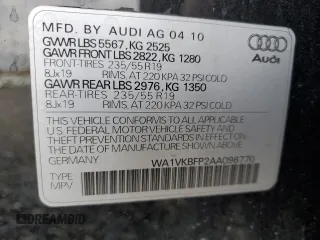 MFD. BY AUDI AG 04 10
GVWR LBS 5567, KG 2525
GAWR FRONT LBS 2822, KG 1280
FRONT-TIRES 235/55 R19
8Jx19 RIMS, AT 220 KPA 32 PSI COLD
GAWR REAR LBS 2976, KG 1350
REAR-TIRES 235/55 R19
8Jx19 RIMS, AT 220 KPA 32 PSI COLD
Audi
THIS VEHICLE CONFORMS TO ALL APPLICABLE
U.S. FEDERAL MOTOR VEHICLE SAFETY AND
THEFT PREVENTION STANDARDS IN EFFECT ON THE
DATE OF MANUFACTURE SHOWN ABOVE.
GERMANY WA1VKBFP2AA098770
TYPE
MPV
DREAMBID